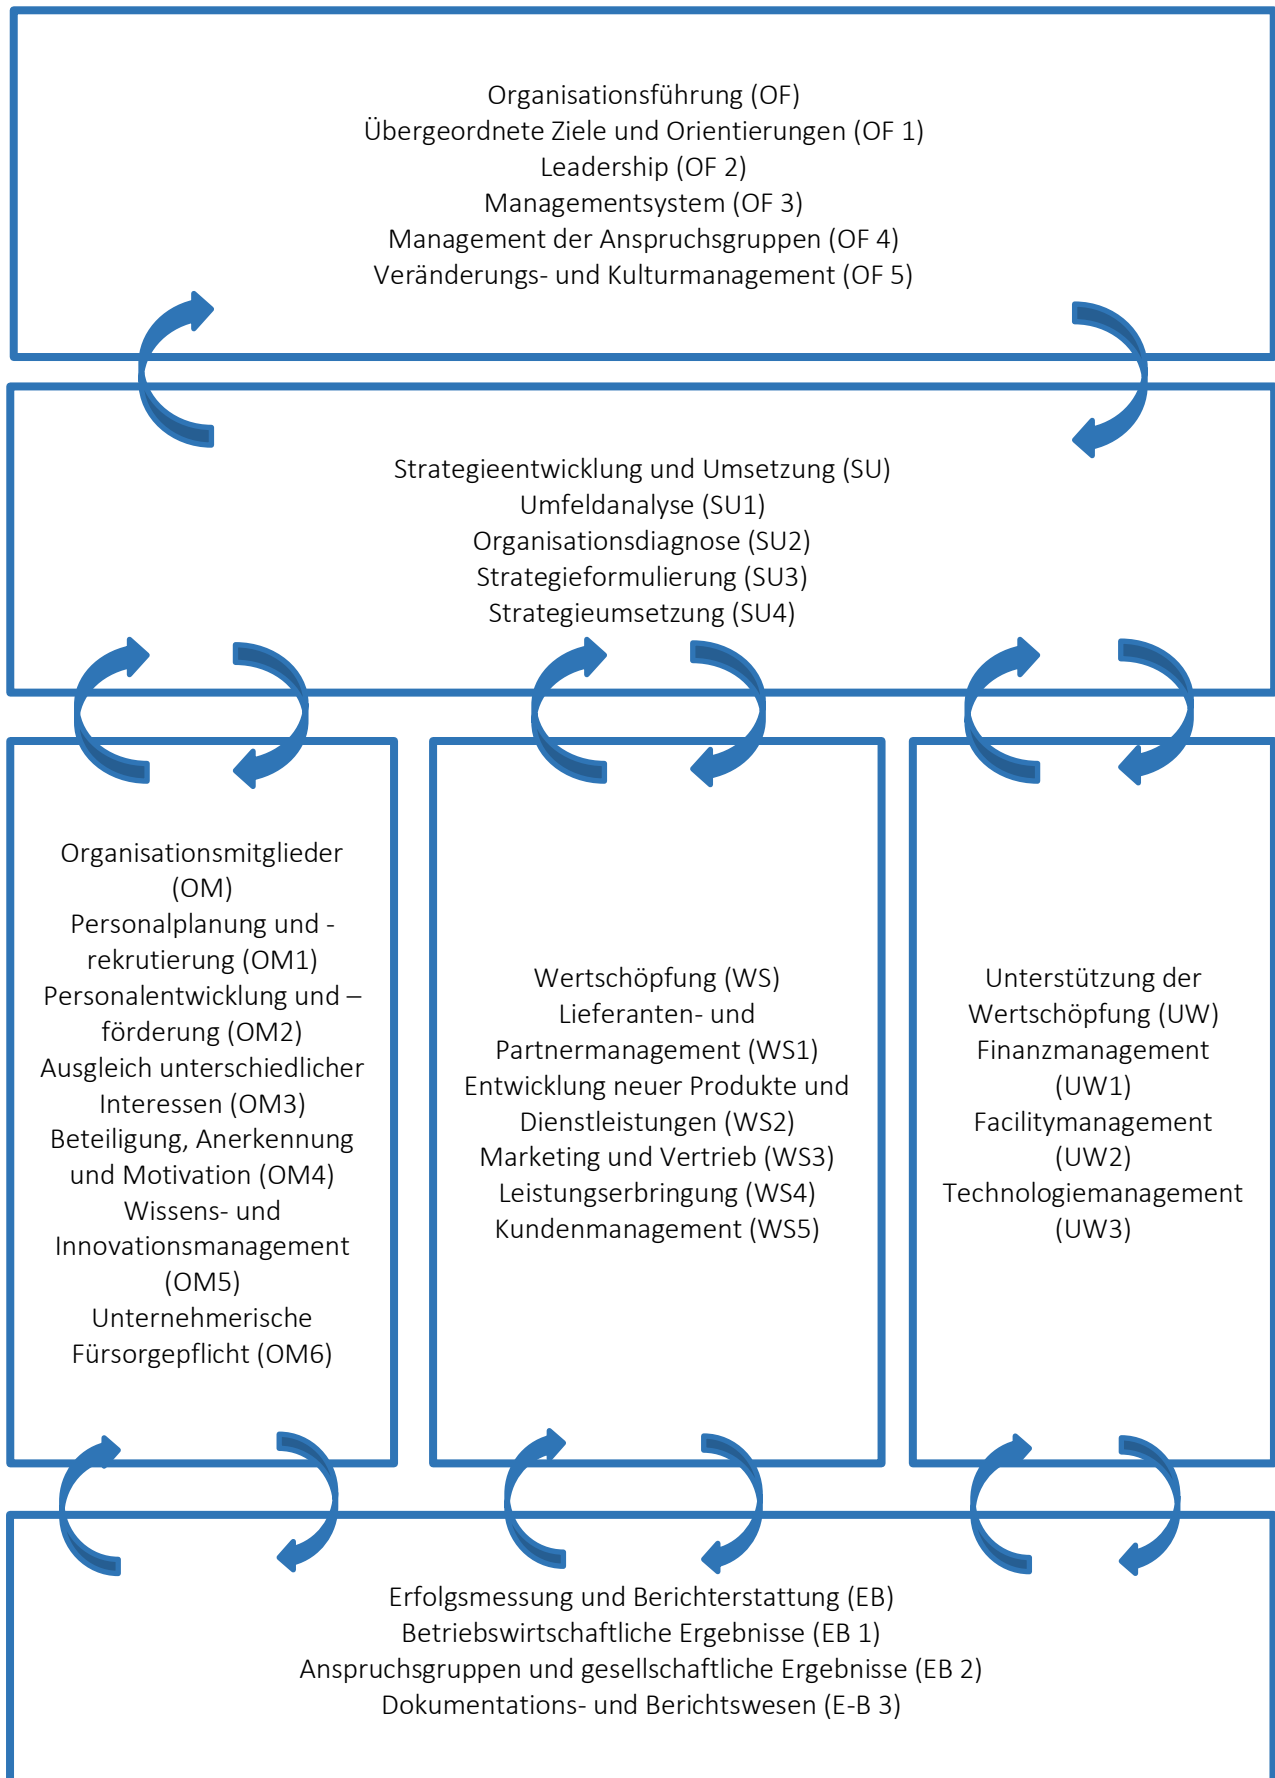 Organisationsführung (OF)
Übergeordnete Ziele und Orientierungen (OF 1)
Leadership (OF 2)
Managementsystem (OF 3)
Management der Anspruchsgruppen (OF 4)
Veränderungs- und Kulturmanagement (OF 5)
Strategieentwicklung und Umsetzung (SU)
Umfeldanalyse (SU1)
Organisationsdiagnose (SU2)
Strategieformulierung (SU3)
Strategieumsetzung (SU4)
Organisationsmitglieder
(OM)
Personalplanung und -
rekrutierung (OM1)
Personalentwicklung und –
förderung (OM2)
Ausgleich unterschiedlicher
Interessen (OM3)
Beteiligung, Anerkennung
und Motivation (OM4)
Wissens- und
Innovationsmanagement
(OM5)
Unternehmerische
Fürsorgepflicht (OM6)
Wertschöpfung (WS)
Lieferanten- und
Partnermanagement (WS1)
Entwicklung neuer Produkte und
Dienstleistungen (WS2)
Marketing und Vertrieb (WS3)
Leistungserbringung (WS4)
Kundenmanagement (WS5)
Unterstützung der
Wertschöpfung (UW)
Finanzmanagement
(UW1)
Facilitymanagement
(UW2)
Technologiemanagement
(UW3)
Erfolgsmessung und Berichterstattung (EB)
Betriebswirtschaftliche Ergebnisse (EB 1)
Anspruchsgruppen und gesellschaftliche Ergebnisse (EB 2)
Dokumentations- und Berichtswesen (E-B 3)